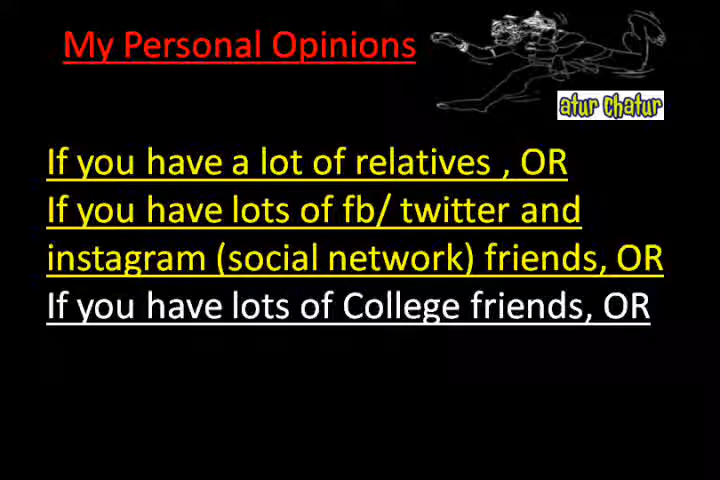 My Personal Opinions
atur chatur
If you have a lot of relatives , OR
If you have lots of fb/ twitter and
instagram (social network) friends, OR
If you have lots of College friends, OR